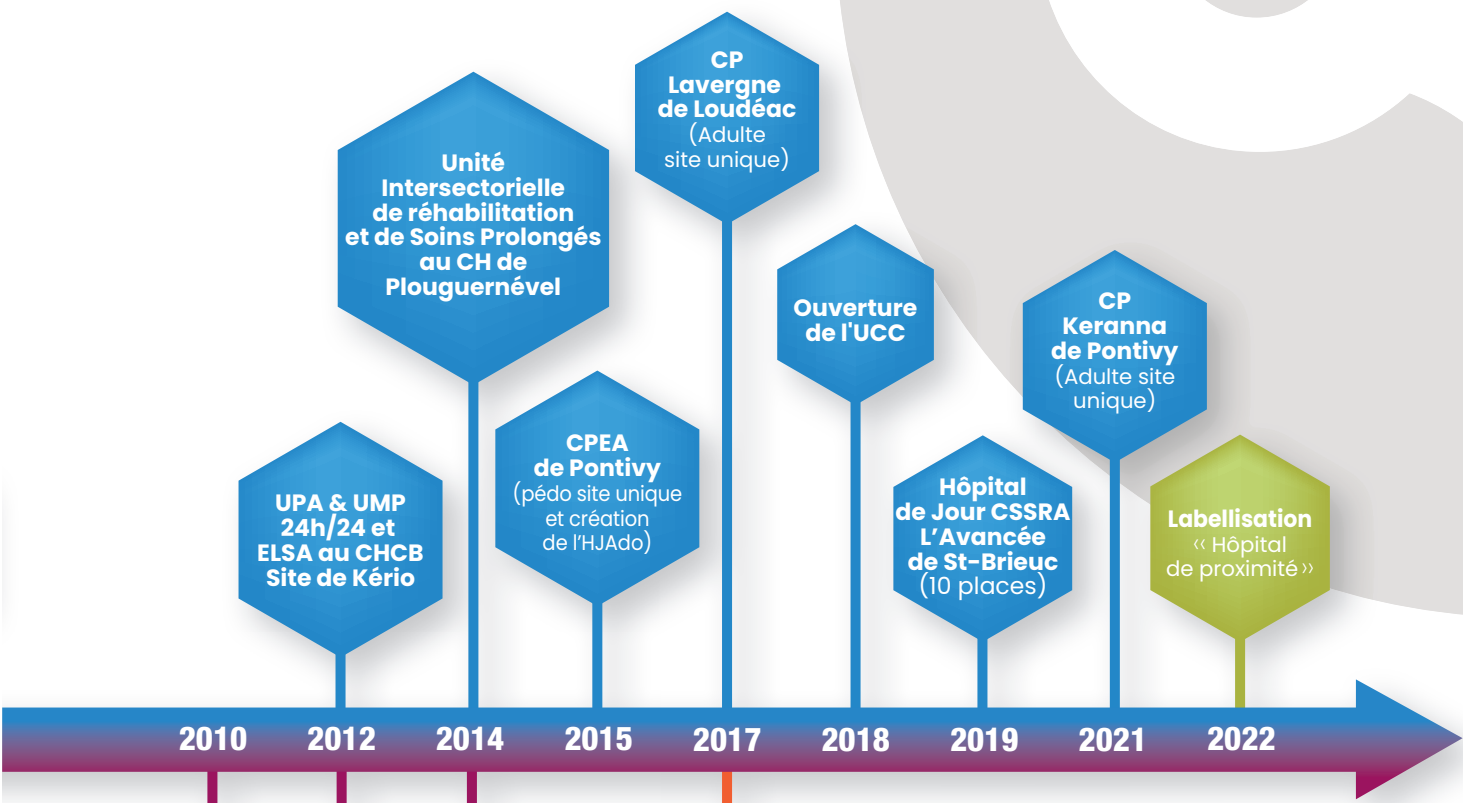 CP
Lavergne
de Loudéac
(Adulte
site unique)
Unité
Intersectorielle
de réhabilitation
et de Soins Prolongés
au CH de
Plouguernével
Ouverture
de l'UCC
CP
Keranna
de Pontivy
(Adulte site
unique)
CPEA
de Pontivy
(pédo site unique
et création
de l’HJAdo)
UPA & UMP
24h/24 et
ELSA au CHCB
Site de Kério
Hôpital
de Jour CSSRA
L’Avancée
de St-Brieuc
(10 places)
Labellisation
‹‹ Hôpital
de proximité ››
2010 2012 2014 2015 2017 2018 2019 2021 2022